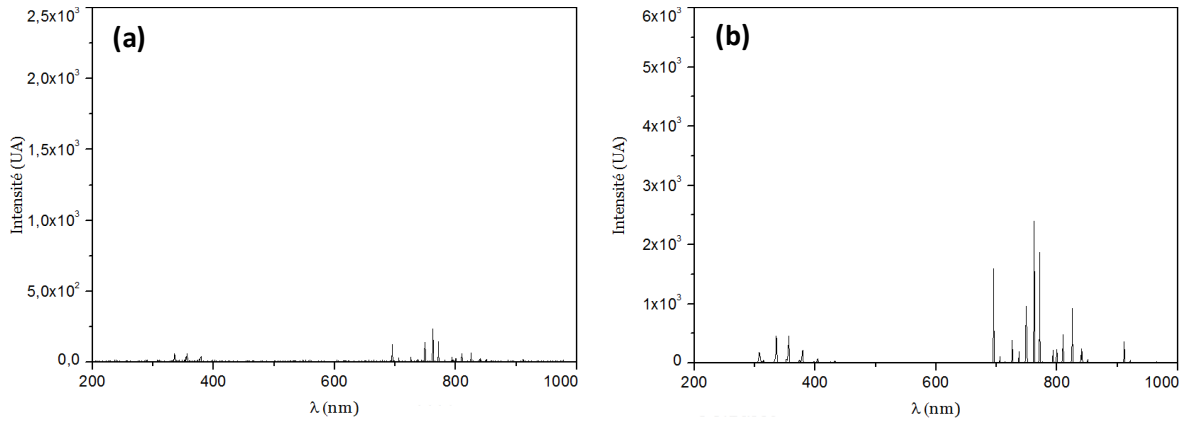 (a)
Intensité (UA)
2,5x10³
2,0x10³
1,5x10³
1,0x10³
5,0x10²
0,0
200 400 600 800 1000
λ (nm)
(b)
Intensité (UA)
6x10³
5x10³
4x10³
3x10³
2x10³
1x10³
0
200 400 600 800 1000
λ (nm)